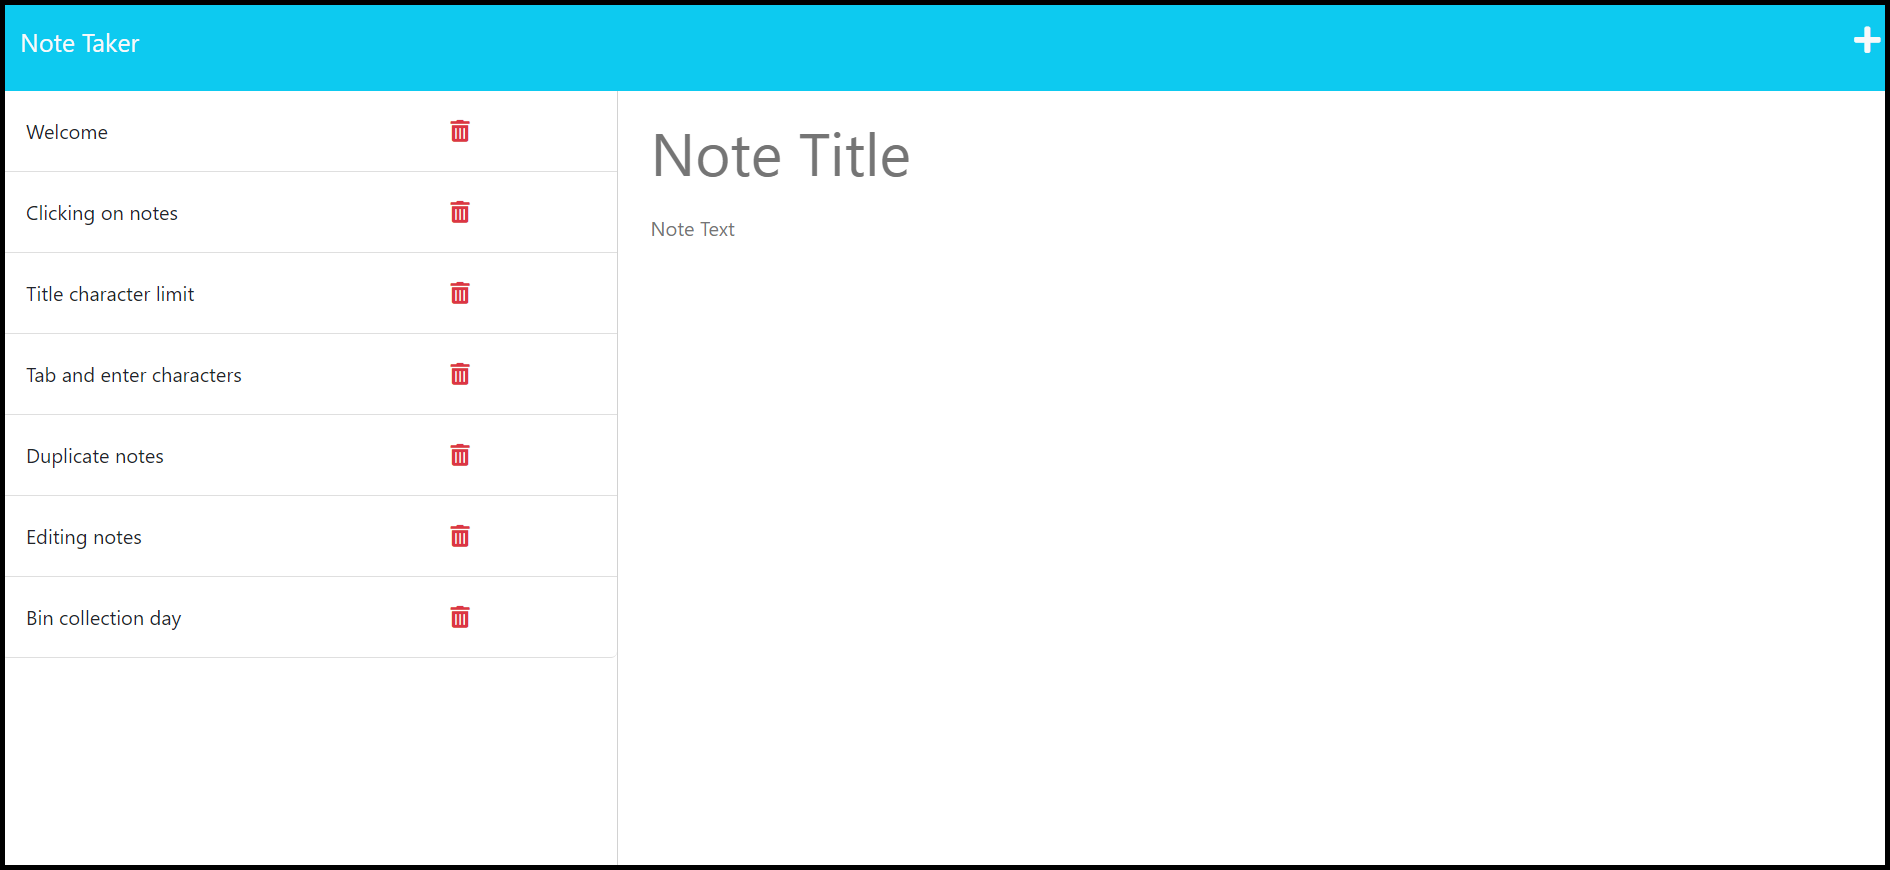 Note Taker
Welcome
Clicking on notes
Title character limit
Tab and enter characters
Duplicate notes
Editing notes
Bin collection day
Note Title
Note Text